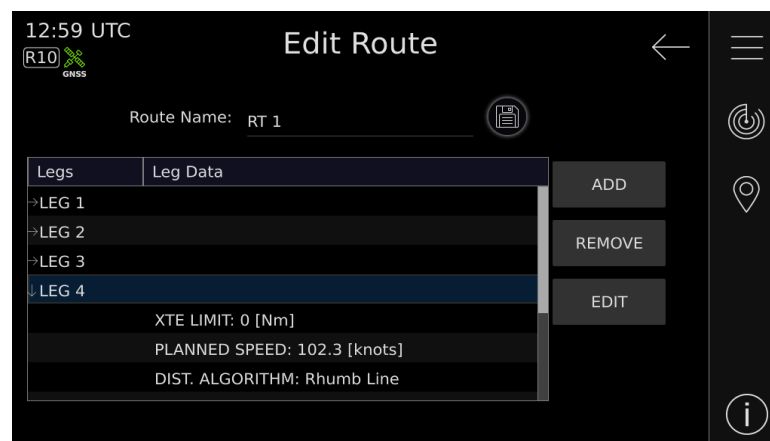 12:59 UTC
Edit Route
R10
GNSS
Route Name: RT 1
Legs Leg Data
→LEG 1
→LEG 2
→LEG 3
↓LEG 4
XTE LIMIT: 0 [Nm]
PLANNED SPEED: 102.3 [knots]
DIST. ALGORITHM: Rhumb Line
ADD
REMOVE
EDIT
i